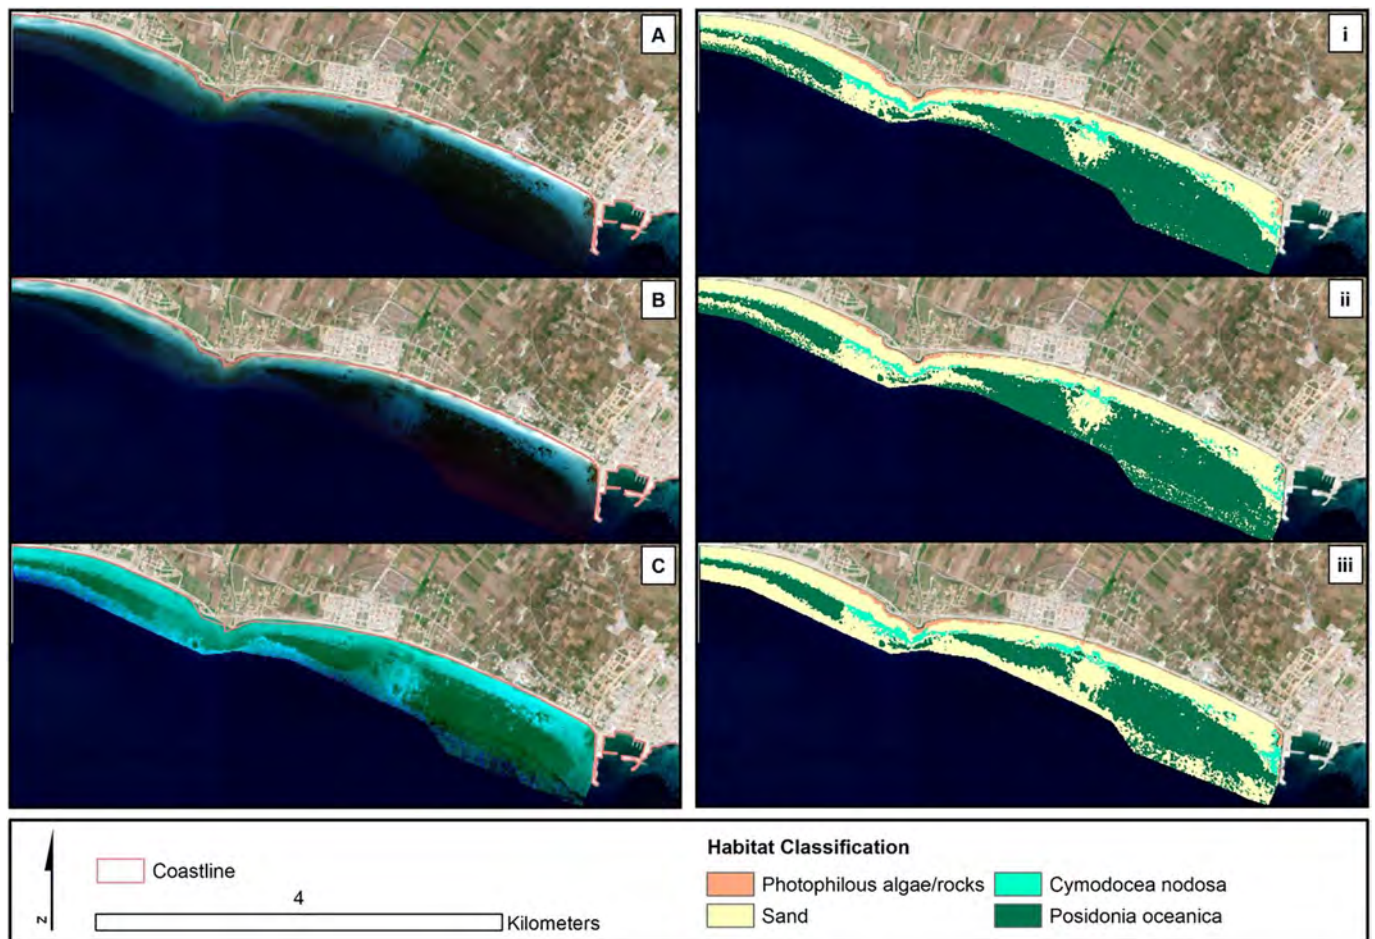 A
i
B
ii
C
iii
N
Coastline
4
Kilometers
Habitat Classification
Photophilous algae/rocks
Cymodocea nodosa
Sand
Posidonia oceanica